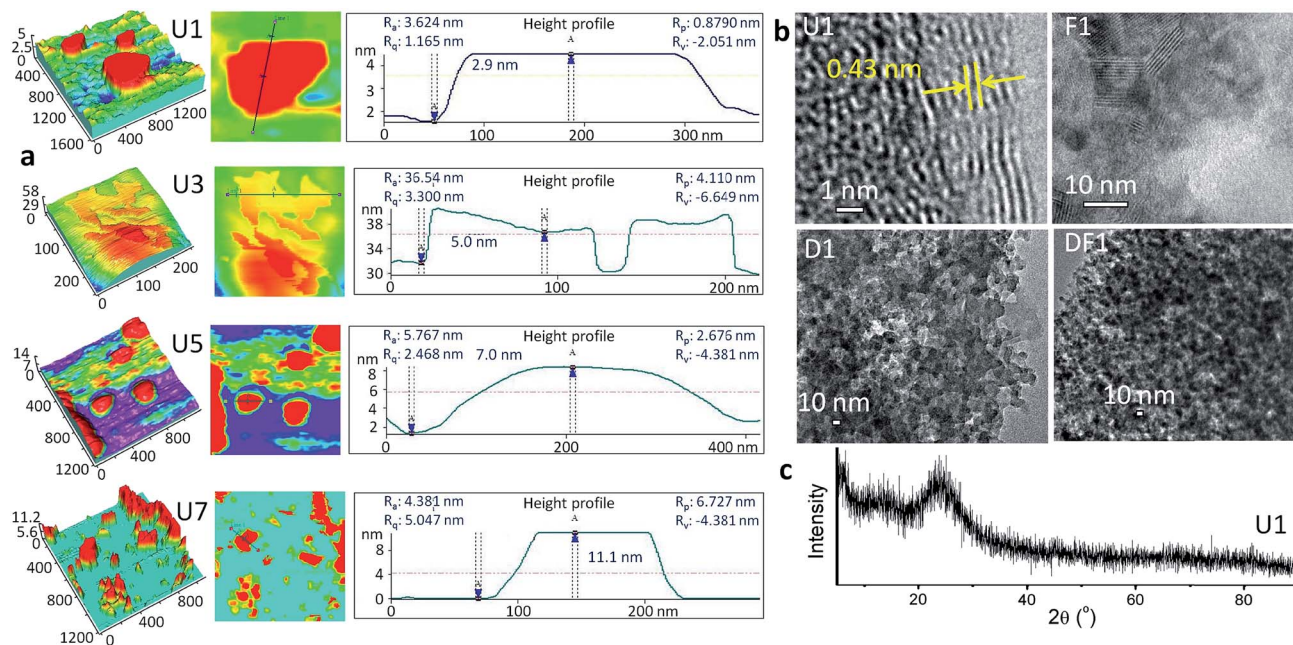 a
U1
5
2.5
0
400
800
1200
1600
0
400
800
1200
Rₐ: 3.624 nm
R_q: 1.165 nm
Height profile
Rₚ: 0.8790 nm
Rᵥ: -2.051 nm
nm
4
3
2
2.9 nm
A
A
0
100
200
300 nm
U3
58
29
0
100
200
0
100
200
Rₐ: 36.54 nm
R_q: 3.300 nm
Height profile
Rₚ: 4.110 nm
Rᵥ: -6.649 nm
nm
38
34
30
5.0 nm
A
A
0
100
200 nm
U5
14
7
0
400
800
1200
0
400
800
Rₐ: 5.767 nm
R_q: 2.468 nm
7.0 nm
Height profile
Rₚ: 2.676 nm
Rᵥ: -4.381 nm
nm
8
6
4
2
A
A
0
200
400 nm
U7
11.2
5.6
0
400
800
1200
0
400
800
Rₐ: 4.381 nm
R_q: 5.047 nm
Height profile
Rₚ: 6.727 nm
Rᵥ: -4.381 nm
nm
8
4
0
11.1 nm
A
A
0
100
200 nm
b
U1
0.43 nm
1 nm
F1
10 nm
D1
10 nm
DF1
10 nm
c
Intensity
U1
20
40
60
80
2θ (°)